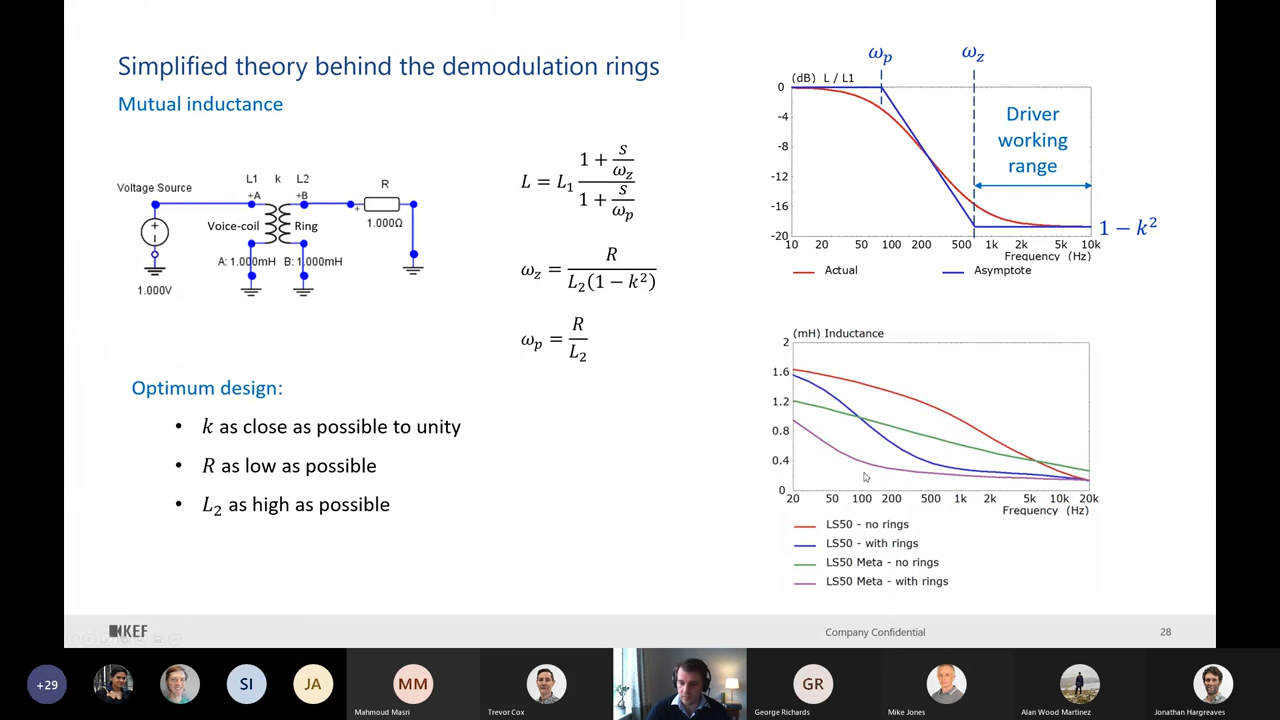 Simplified theory behind the demodulation rings
Mutual inductance
Voltage Source
1.000V
L1 k L2
+A +B
Voice-coil Ring
A: 1.000mH B: 1.000mH
R
+
1.000Ω
L = L₁ (1 + s/ω_z) / (1 + s/ω_p)
ω_z = R / L₂(1 − k²)
ω_p = R / L₂
Optimum design:
• k as close as possible to unity
• R as low as possible
• L₂ as high as possible
ω_p ω_z
(dB) L / L1
0
-4
-8
-12
-16
-20
Driver
working
range
1 − k²
10 20 50 100 200 500 1k 2k 5k 10k
Frequency (Hz)
Actual Asymptote
(mH) Inductance
2
1.6
1.2
0.8
0.4
0
20 50 100 200 500 1k 2k 5k 10k 20k
Frequency (Hz)
LS50 - no rings
LS50 - with rings
LS50 Meta - no rings
LS50 Meta - with rings
KEF
Company Confidential
28
+29
SI
JA
MM
Mahmoud Masri
Trevor Cox
GR
George Richards
Mike Jones
Alan Wood Martinez
Jonathan Hargreaves